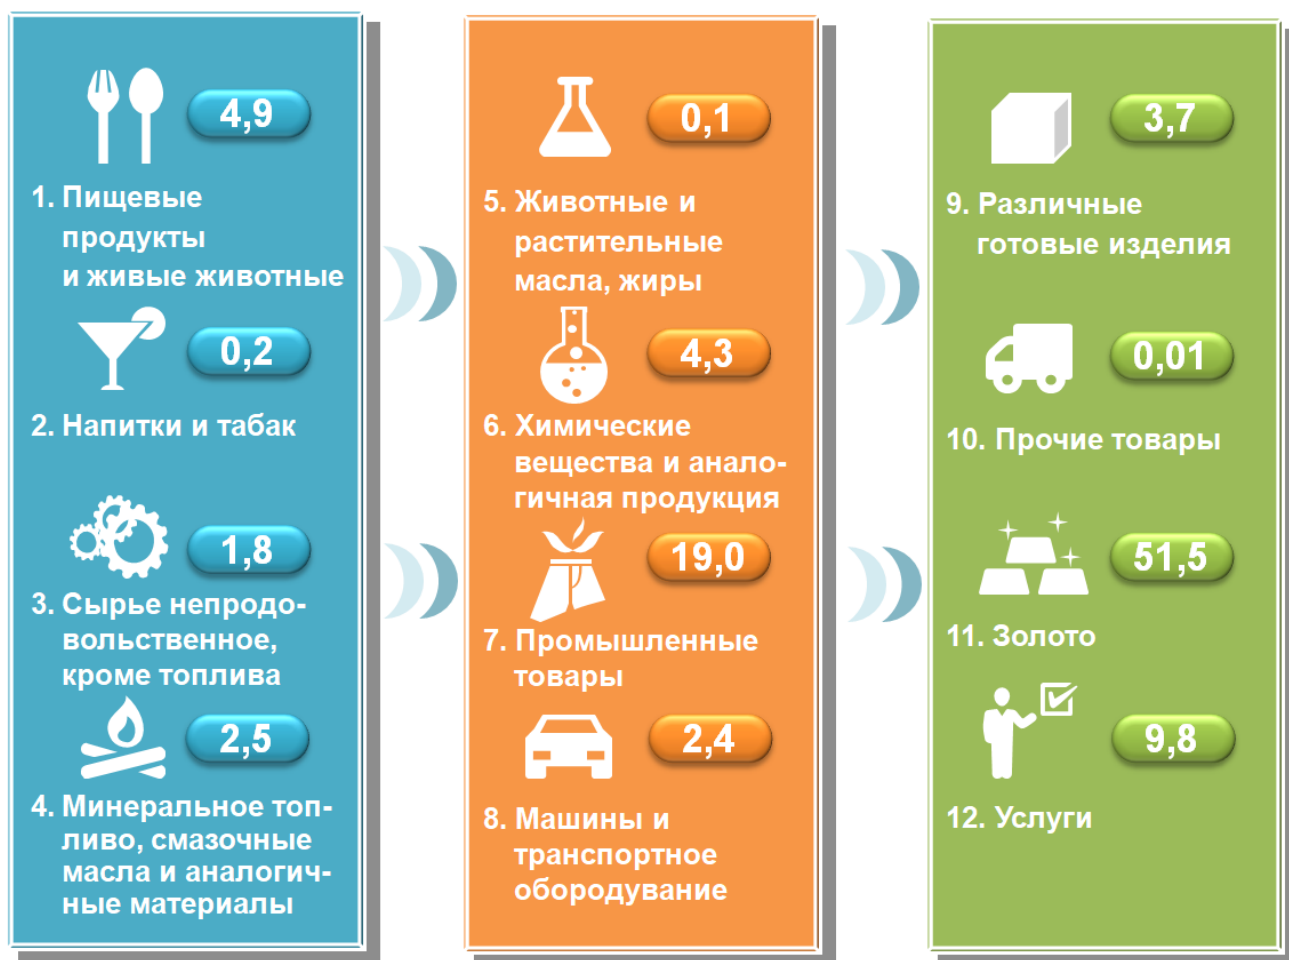 4,9
1. Пищевые
продукты
и живые животные
0,2
2. Напитки и табак
1,8
3. Сырье непродо-
вольственное,
кроме топлива
2,5
4. Минеральное топ-
ливо, смазочные
масла и аналогич-
ные материалы
0,1
5. Животные и
растительные
масла, жиры
4,3
6. Химические
вещества и анало-
гичная продукция
19,0
7. Промышленные
товары
2,4
8. Машины и
транспортное
обородувание
3,7
9. Различные
готовые изделия
0,01
10. Прочие товары
51,5
11. Золото
9,8
12. Услуги